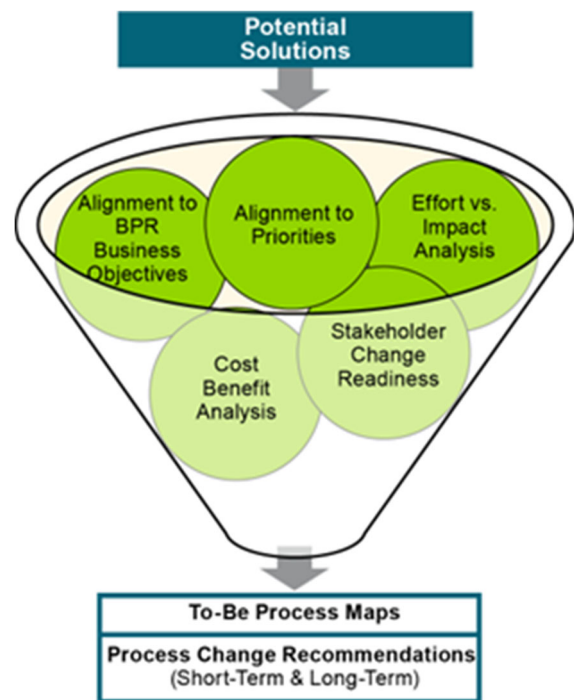 Potential
Solutions
Alignment to
BPR
Business
Objectives
Alignment to
Priorities
Effort vs.
Impact
Analysis
Cost
Benefit
Analysis
Stakeholder
Change
Readiness
To-Be Process Maps
Process Change Recommendations
(Short-Term & Long-Term)